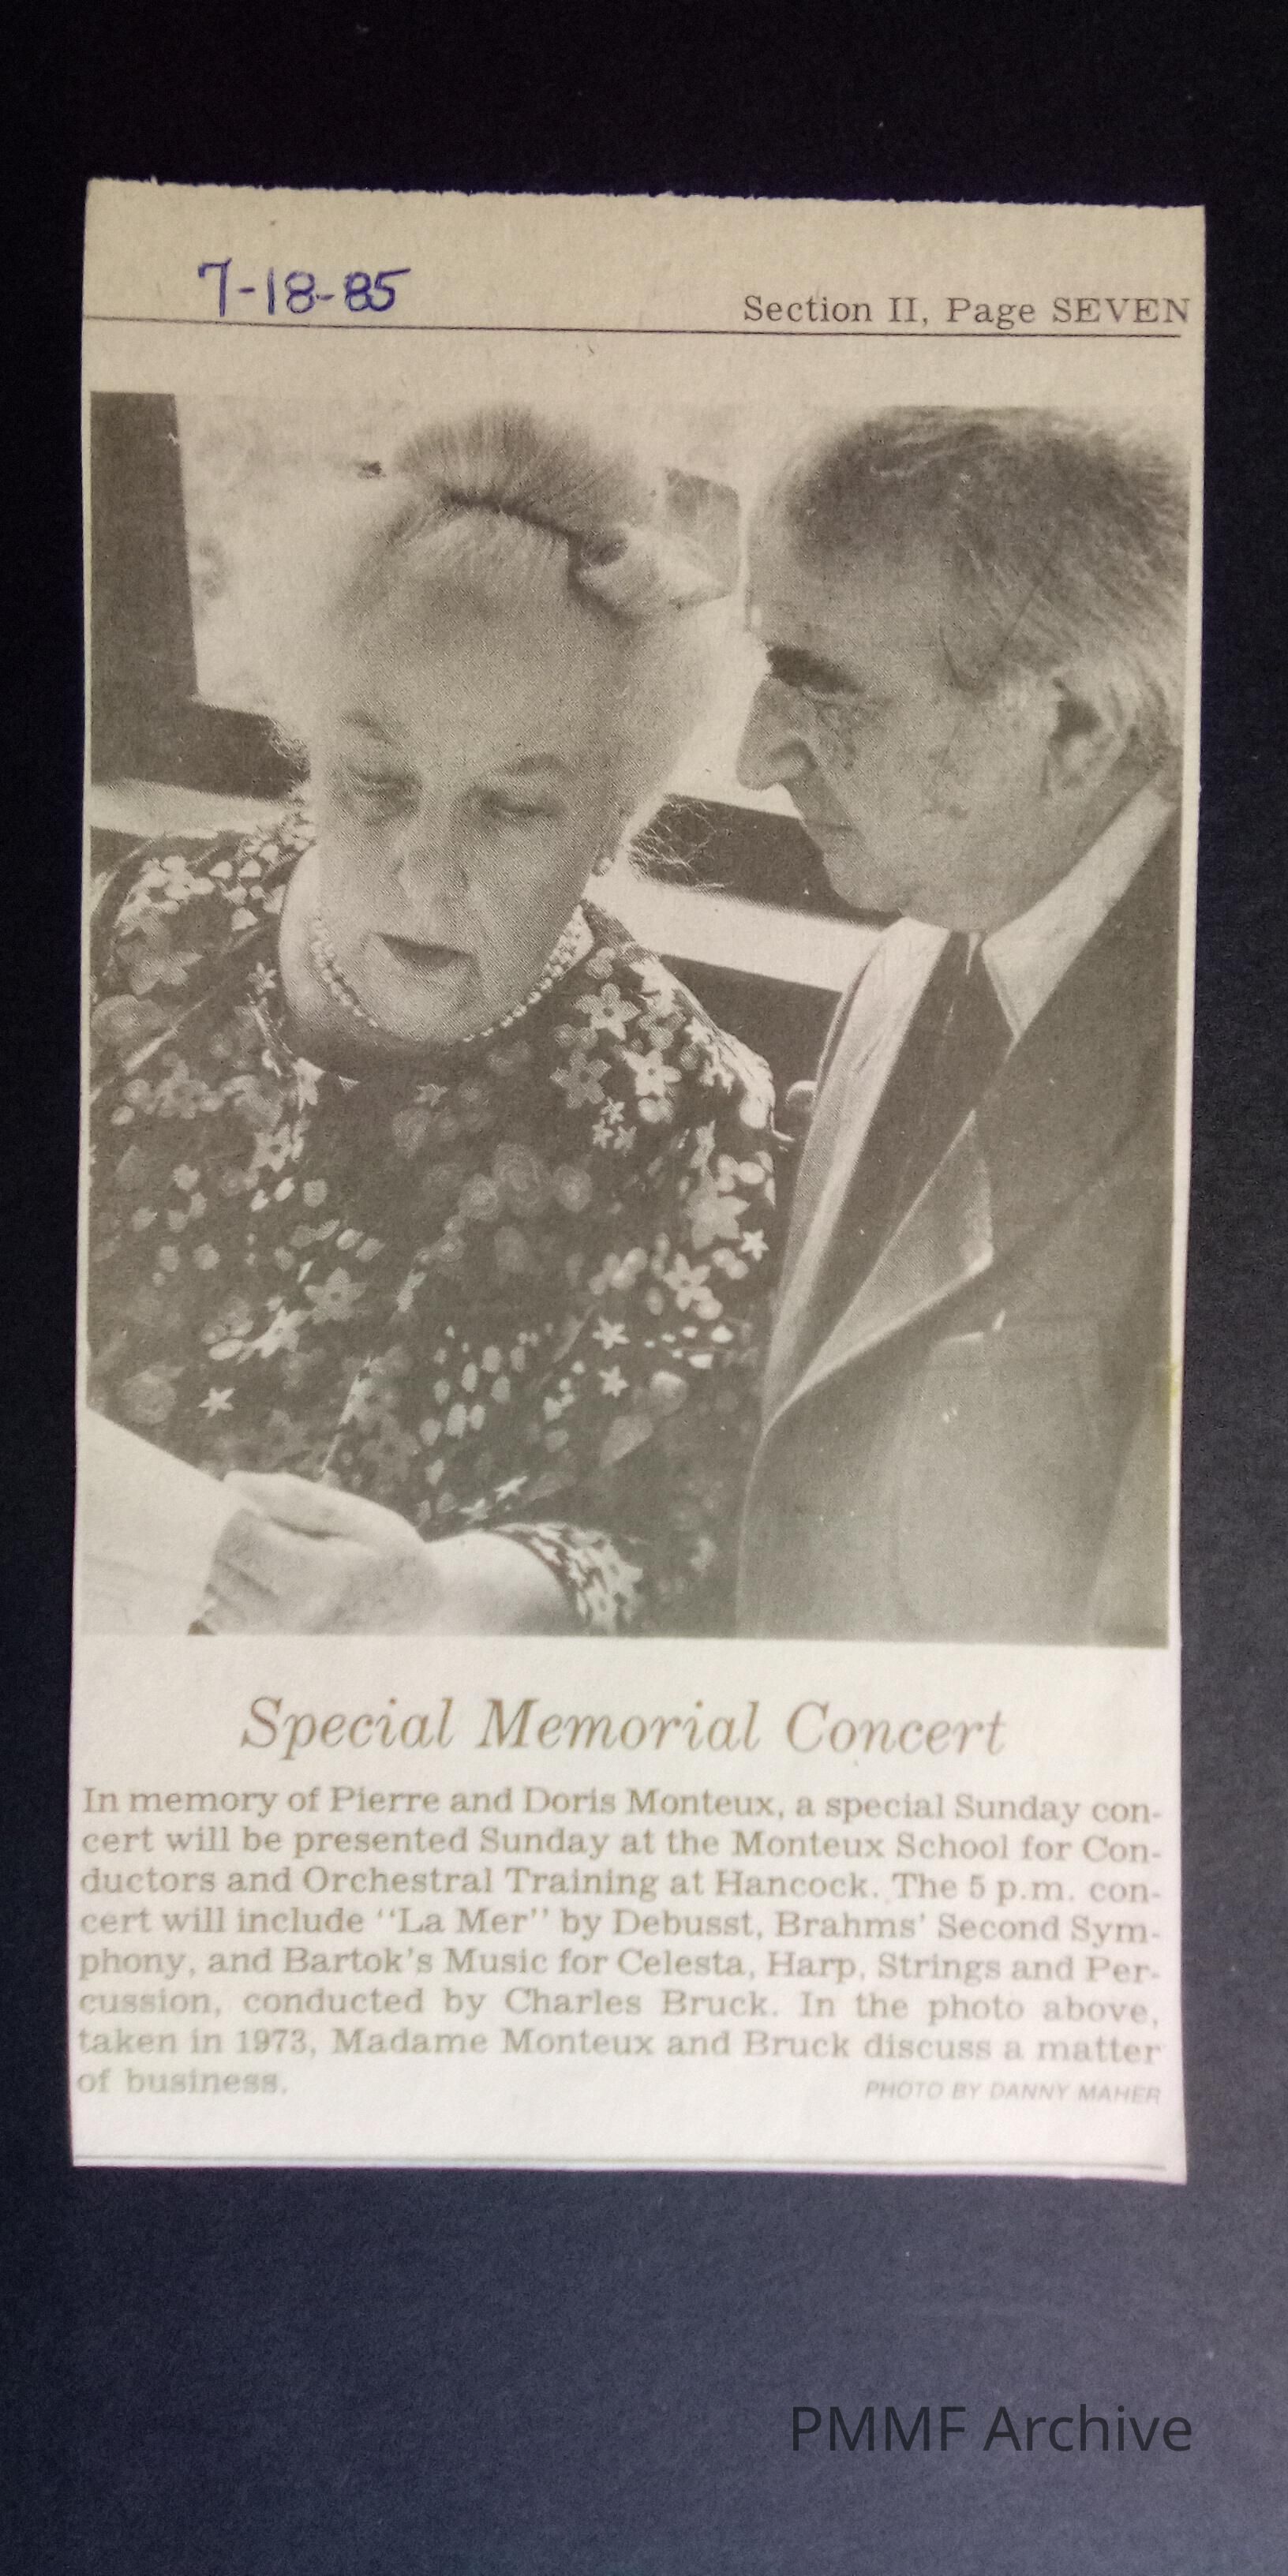 7-18-85
Section II, Page SEVEN
Special Memorial Concert
In memory of Pierre and Doris Monteux, a special Sunday con-
cert will be presented Sunday at the Monteux School for Con-
ductors and Orchestral Training at Hancock. The 5 p.m. con-
cert will include "La Mer" by Debusst, Brahms' Second Sym-
phony, and Bartok's Music for Celesta, Harp, Strings and Per-
cussion, conducted by Charles Bruck. In the photo above,
taken in 1973, Madame Monteux and Bruck discuss a matter
of business.
PHOTO BY DANNY MAHER
PMMF Archive